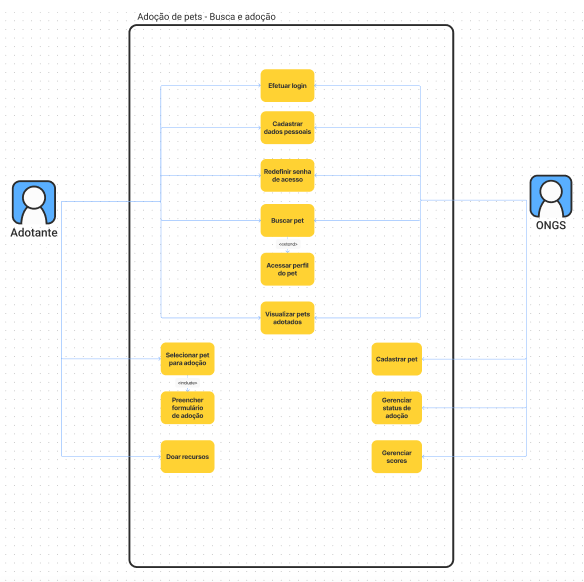 Adoção de pets - Busca e adoção
Efetuar login
Cadastrar
dados pessoais
Redefinir senha
de acesso
Adotante
ONGS
Buscar pet
<extend>
Acessar perfil
do pet
Visualizar pets
adotados
Selecionar pet
para adoção
Cadastrar pet
<include>
Preencher
formulário
de adoção
Gerenciar
status de
adoção
Doar recursos
Gerenciar
scores